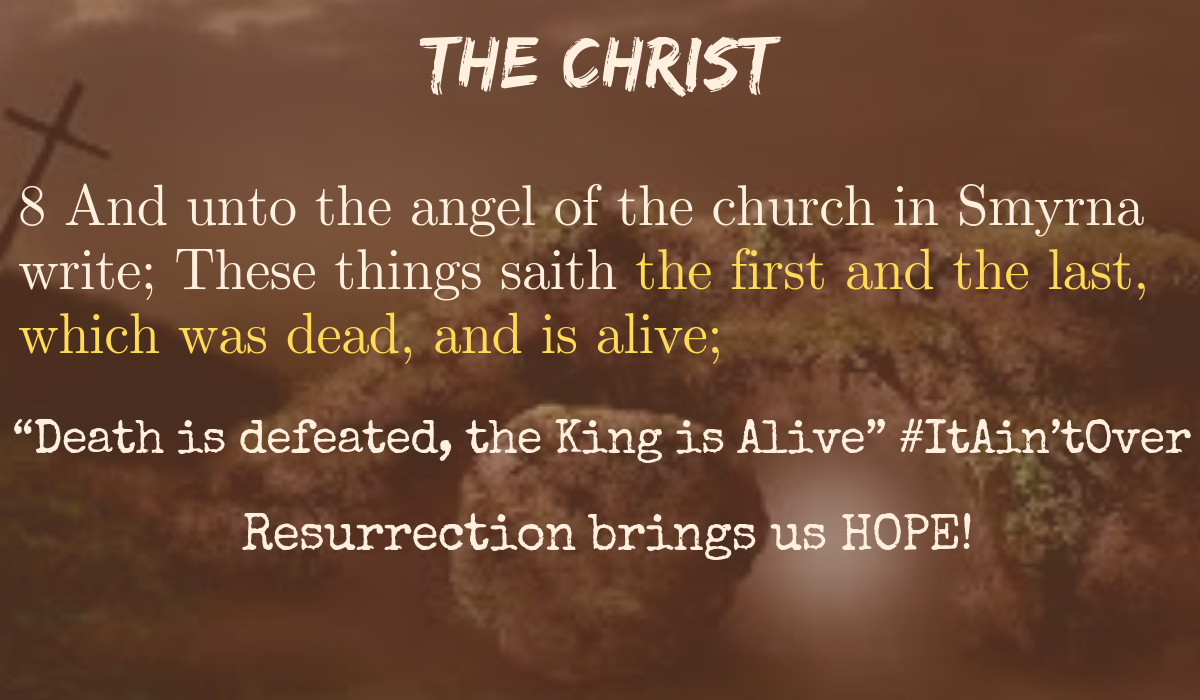 THE CHRIST
8 And unto the angel of the church in Smyrna
write; These things saith the first and the last,
which was dead, and is alive;
“Death is defeated, the King is Alive” #ItAin’tOver
Resurrection brings us HOPE!